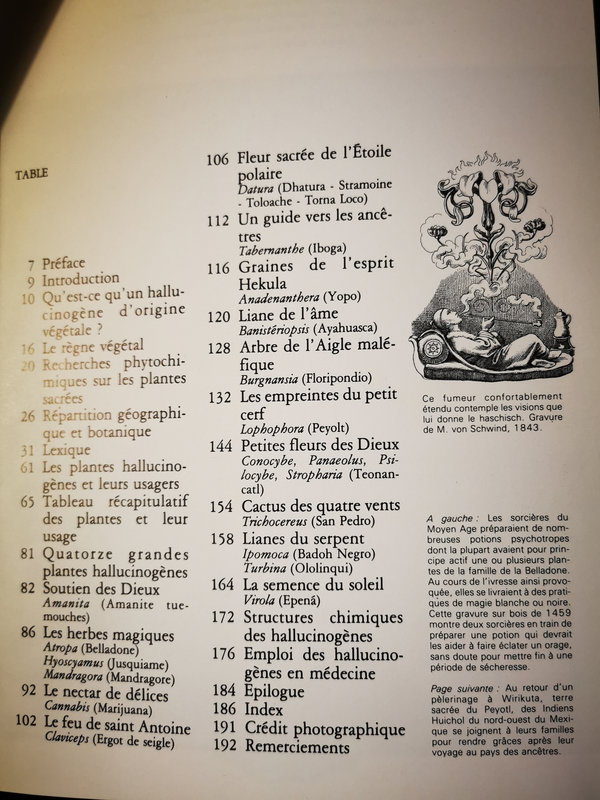 TABLE
7 Préface
9 Introduction
10 Qu'est-ce qu'un hallu-
cinogène d'origine
végétale ?
16 Le règne végétal
20 Recherches phytochi-
miques sur les plantes
sacrées
26 Répartition géographi-
que et botanique
31 Lexique
61 Les plantes hallucino-
gènes et leurs usagers
65 Tableau récapitulatif
des plantes et leur
usage
81 Quatorze grandes
plantes hallucinogènes
82 Soutien des Dieux
Amanita (Amanite tue-
mouches)
86 Les herbes magiques
Atropa (Belladone)
Hyoscyamus (Jusquiame)
Mandragora (Mandragore)
92 Le nectar de délices
Cannabis (Marijuana)
102 Le feu de saint Antoine
Claviceps (Ergot de seigle)
106 Fleur sacrée de l'Étoile
polaire
Datura (Dhatura - Stramoine
- Toloache - Torna Loco)
112 Un guide vers les ancê-
tres
Tabernanthe (Iboga)
116 Graines de l'esprit
Hekula
Anadenanthera (Yopo)
120 Liane de l'âme
Banistériopsis (Ayahuasca)
128 Arbre de l'Aigle malé-
fique
Burgnansia (Floripondio)
132 Les empreintes du petit
cerf
Lophophora (Peyolt)
144 Petites fleurs des Dieux
Conocybe, Panaeolus, Psi-
locybe, Stropharia (Teonan-
catl)
154 Cactus des quatre vents
Trichocereus (San Pedro)
158 Lianes du serpent
Ipomoca (Badoh Negro)
Turbina (Ololinqui)
164 La semence du soleil
Virola (Epenâ)
172 Structures chimiques
des hallucinogènes
176 Emploi des hallucino-
gènes en médecine
184 Epilogue
186 Index
191 Crédit photographique
192 Remerciements
Ce fumeur confortablement
étendu contemple les visions que
lui donne le haschisch. Gravure
de M. von Schwind, 1843.
A gauche : Les sorcières du
Moyen Age préparaient de nom-
breuses potions psychotropes
dont la plupart avaient pour prin-
cipe actif une ou plusieurs plan-
tes de la famille de la Belladone.
Au cours de l'ivresse ainsi provo-
quée, elles se livraient à des prati-
ques de magie blanche ou noire.
Cette gravure sur bois de 1459
montre deux sorcières en train de
préparer une potion qui devrait
les aider à faire éclater un orage,
sans doute pour mettre fin à une
période de sécheresse.
Page suivante : Au retour d'un
pèlerinage à Wirikuta, terre
sacrée du Peyotl, des Indiens
Huichol du nord-ouest du Mexi-
que se joignent à leurs familles
pour rendre grâces après leur
voyage au pays des ancêtres.